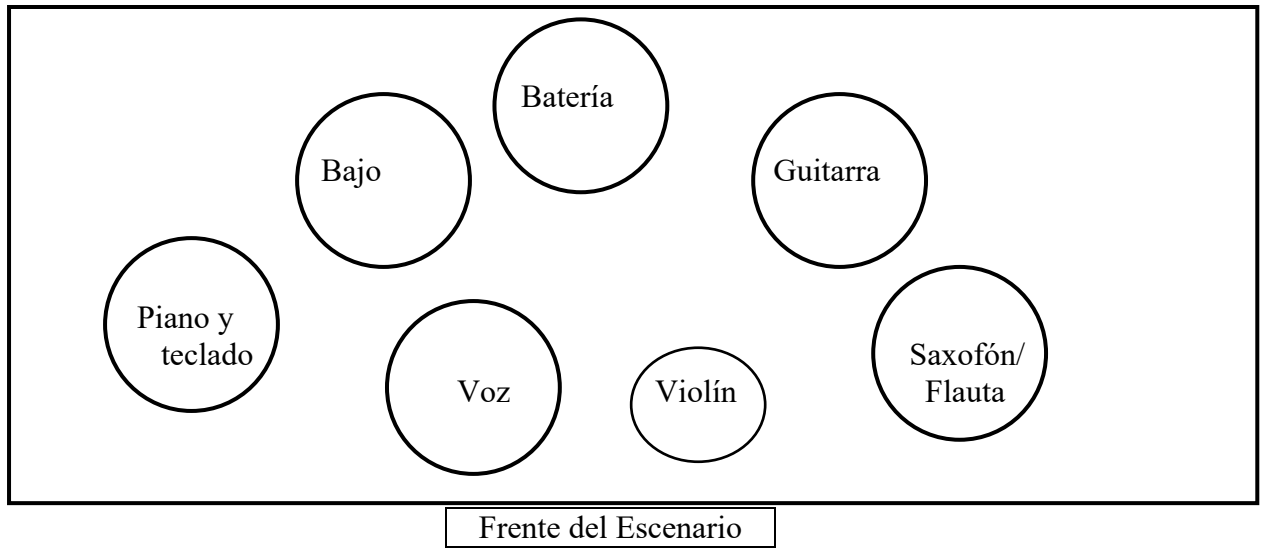 Batería
Bajo
Guitarra
Piano y
teclado
Voz
Violín
Saxofón/
Flauta
Frente del Escenario